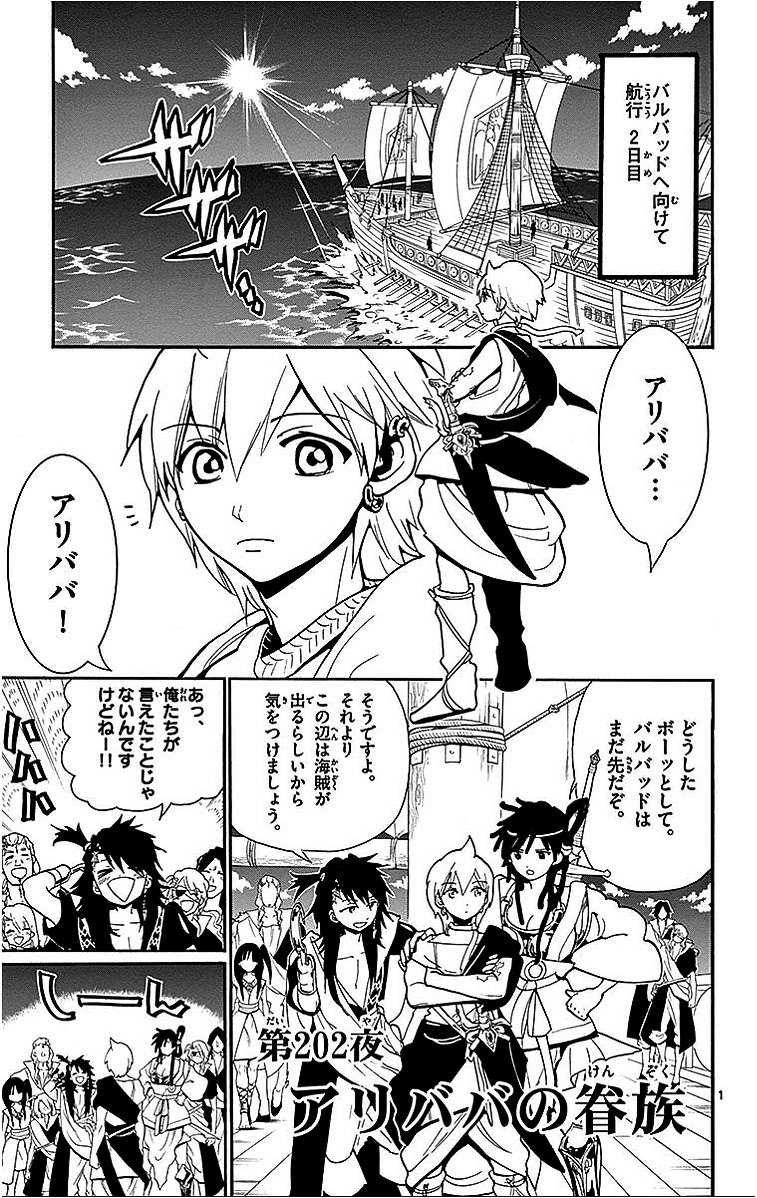 バルバッドへ向けて
航行 2日目
ザザザ…
アリババ…
アリババ！
どうした
ボーッとして。
バルバッドは
まだ先だぞ。
そうですよ。
それより
この辺は海賊が
出るらしいから
気をつけましょう。
第202夜
アリババの眷族
あっ、
俺たちが
言えたことじゃ
ないんです
けどねー!!
しーん
1